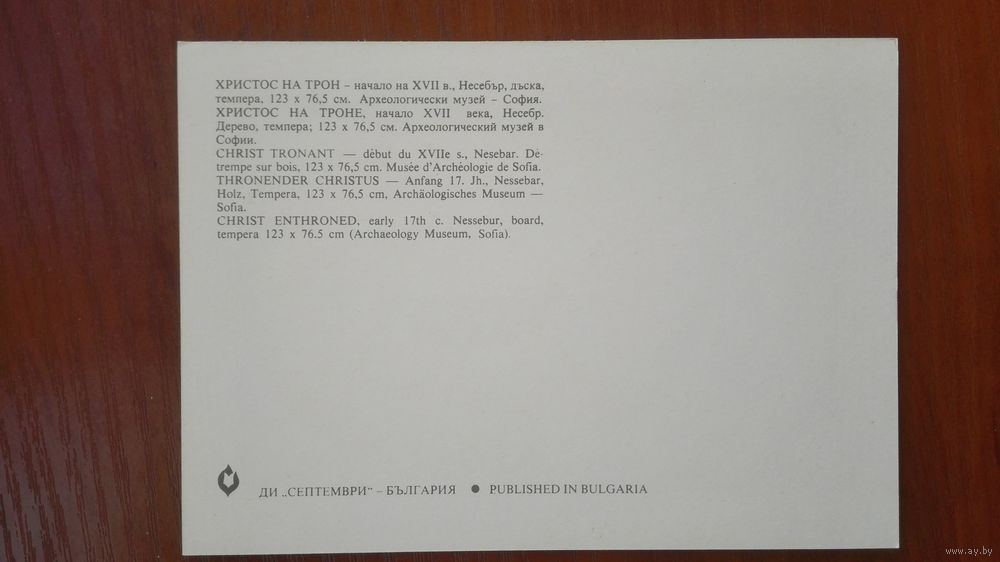 ХРИСТОС НА ТРОН – начало на XVII в., Несебър, дъска,
темпера, 123 x 76,5 см. Археологически музей – София.
ХРИСТОС НА ТРОНЕ, начало XVII века, Несебр.
Дерево, темпера; 123 x 76,5 см. Археологический музей в
Софии.
CHRIST TRONANT — dèbut du XVIIe s., Nesebar. Dé-
trempe sur bois, 123 x 76,5 cm. Musée d'Archèologie de Sofia.
THRONENDER CHRISTUS — Anfang 17. Jh., Nessebar,
Holz, Tempera, 123 x 76,5 cm, Archäologisches Museum —
Sofia.
CHRIST ENTHRONED, early 17th c. Nessebur, board,
tempera 123 x 76.5 cm (Archaeology Museum, Sofia).
ДИ „СЕПТЕМВРИ“ – БЪЛГАРИЯ ● PUBLISHED IN BULGARIA
www.ay.by